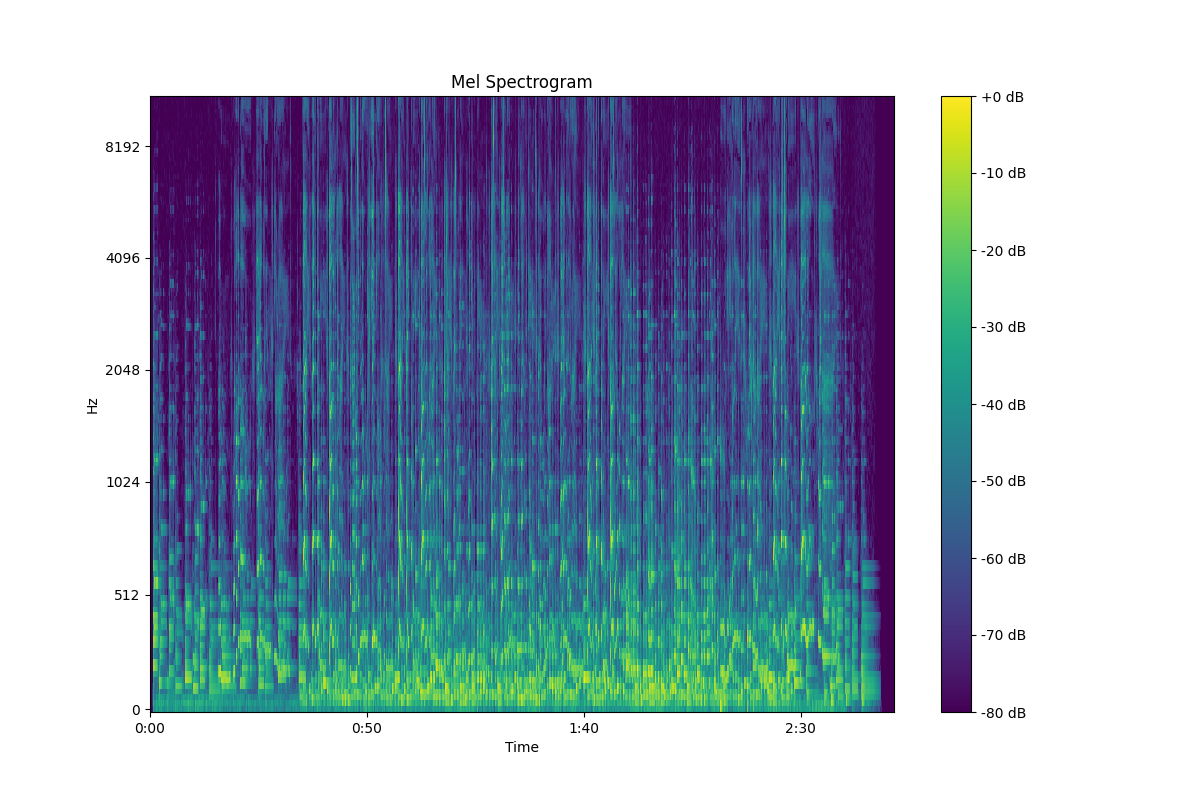 Mel Spectrogram
Hz
8192
4096
2048
1024
512
0
0:00
0:50
1:40
2:30
Time
+0 dB
-10 dB
-20 dB
-30 dB
-40 dB
-50 dB
-60 dB
-70 dB
-80 dB